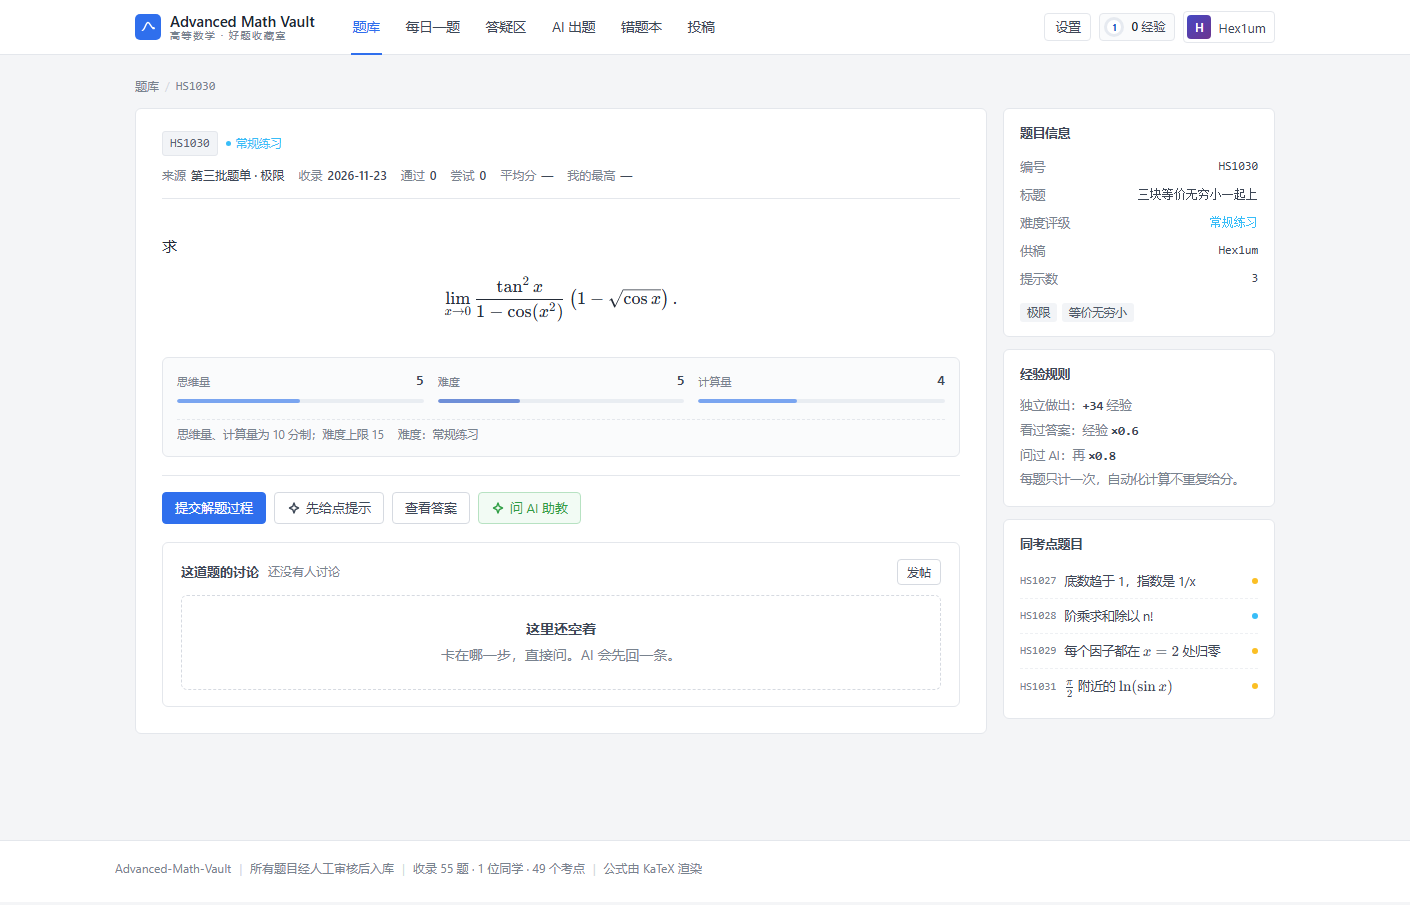 Advanced Math Vault
高等数学 · 好题收藏室
题库 每日一题 答疑区 AI 出题 错题本 投稿
设置 1 0 经验 H Hex1um
题库 / HS1030
HS1030 常规练习
来源 第三批题单 · 极限 收录 2026-11-23 通过 0 尝试 0 平均分 — 我的最高 —
求
\lim_{x \to 0} \frac{\tan^2 x}{1 - \cos(x^2)} \left(1 - \sqrt{\cos x}\right).
思维量 5 难度 5 计算量 4
思维量、计算量为 10 分制；难度上限 15 难度：常规练习
提交解题过程 先给点提示 查看答案 问 AI 助教
这道题的讨论 还没有人讨论 发帖
这里还空着
卡在哪一步，直接问。AI 会先回一条。
题目信息
编号 HS1030
标题 三块等价无穷小一起上
难度评级 常规练习
供稿 Hex1um
提示数 3
极限 等价无穷小
经验规则
独立做出：+34 经验
看过答案：经验 ×0.6
问过 AI：再 ×0.8
每题只计一次，自动化计算不重复给分。
同考点题目
HS1027 底数趋于 1，指数是 1/x
HS1028 阶乘求和除以 n!
HS1029 每个因子都在 x = 2 处归零
HS1031 \frac{π}{2} 附近的 ln(sin x)
Advanced-Math-Vault | 所有题目经人工审核后入库 | 收录 55 题 · 1 位同学 · 49 个考点 | 公式由 KaTeX 渲染